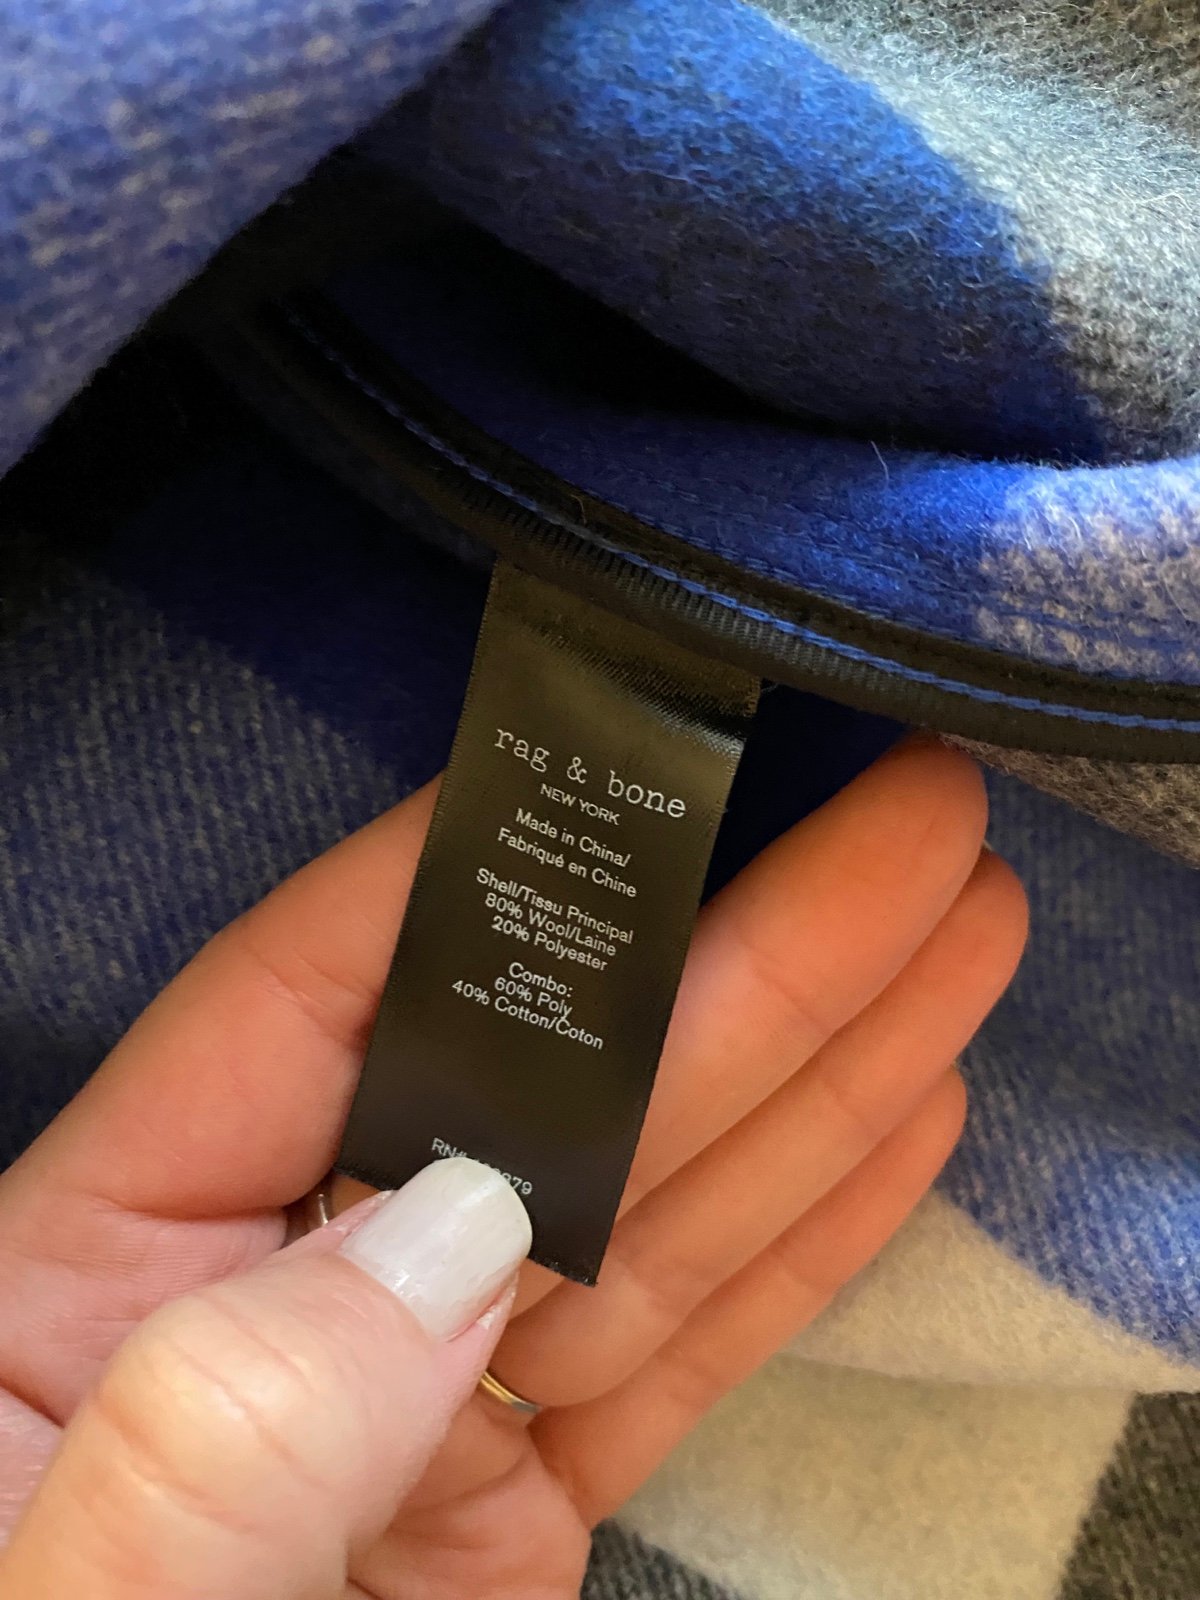 rag & bone
NEW YORK
Made in China/
Fabriqué en Chine
Shell/Tissu Principal
80% Wool/Laine
20% Polyester
Combo:
60% Poly
40% Cotton/Coton